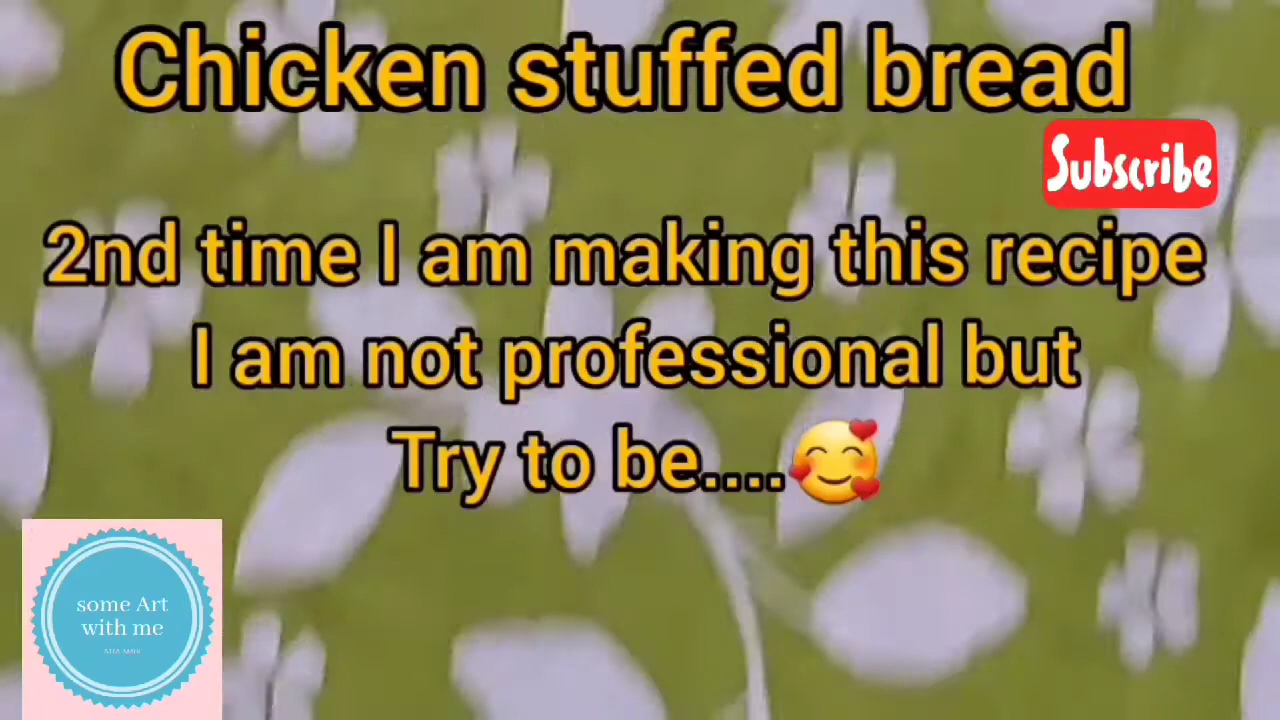 Chicken stuffed bread
Subscribe
2nd time I am making this recipe
I am not professional but
Try to be....🥰
some Art
with me